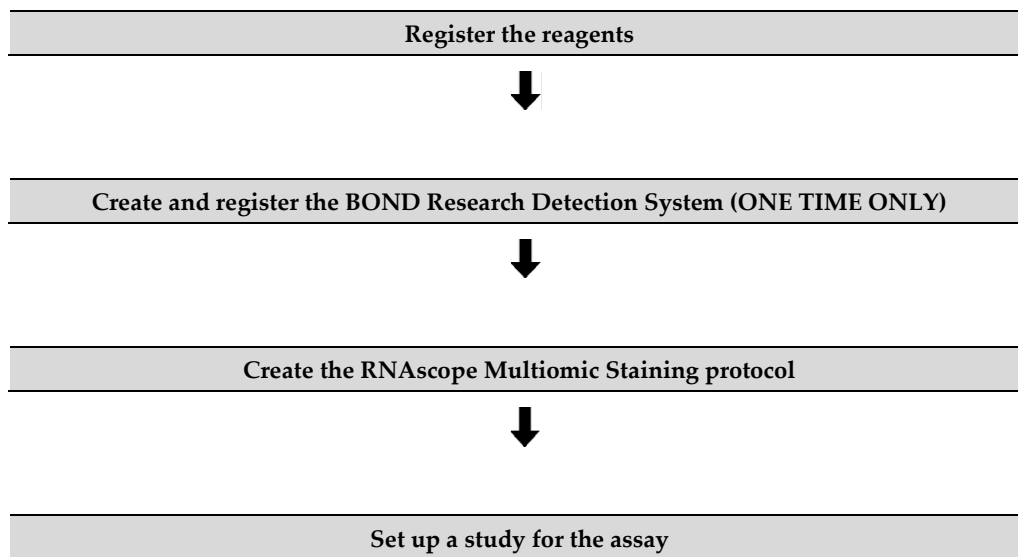 Register the reagents
Create and register the BOND Research Detection System (ONE TIME ONLY)
Create the RNAscope Multiomic Staining protocol
Set up a study for the assay